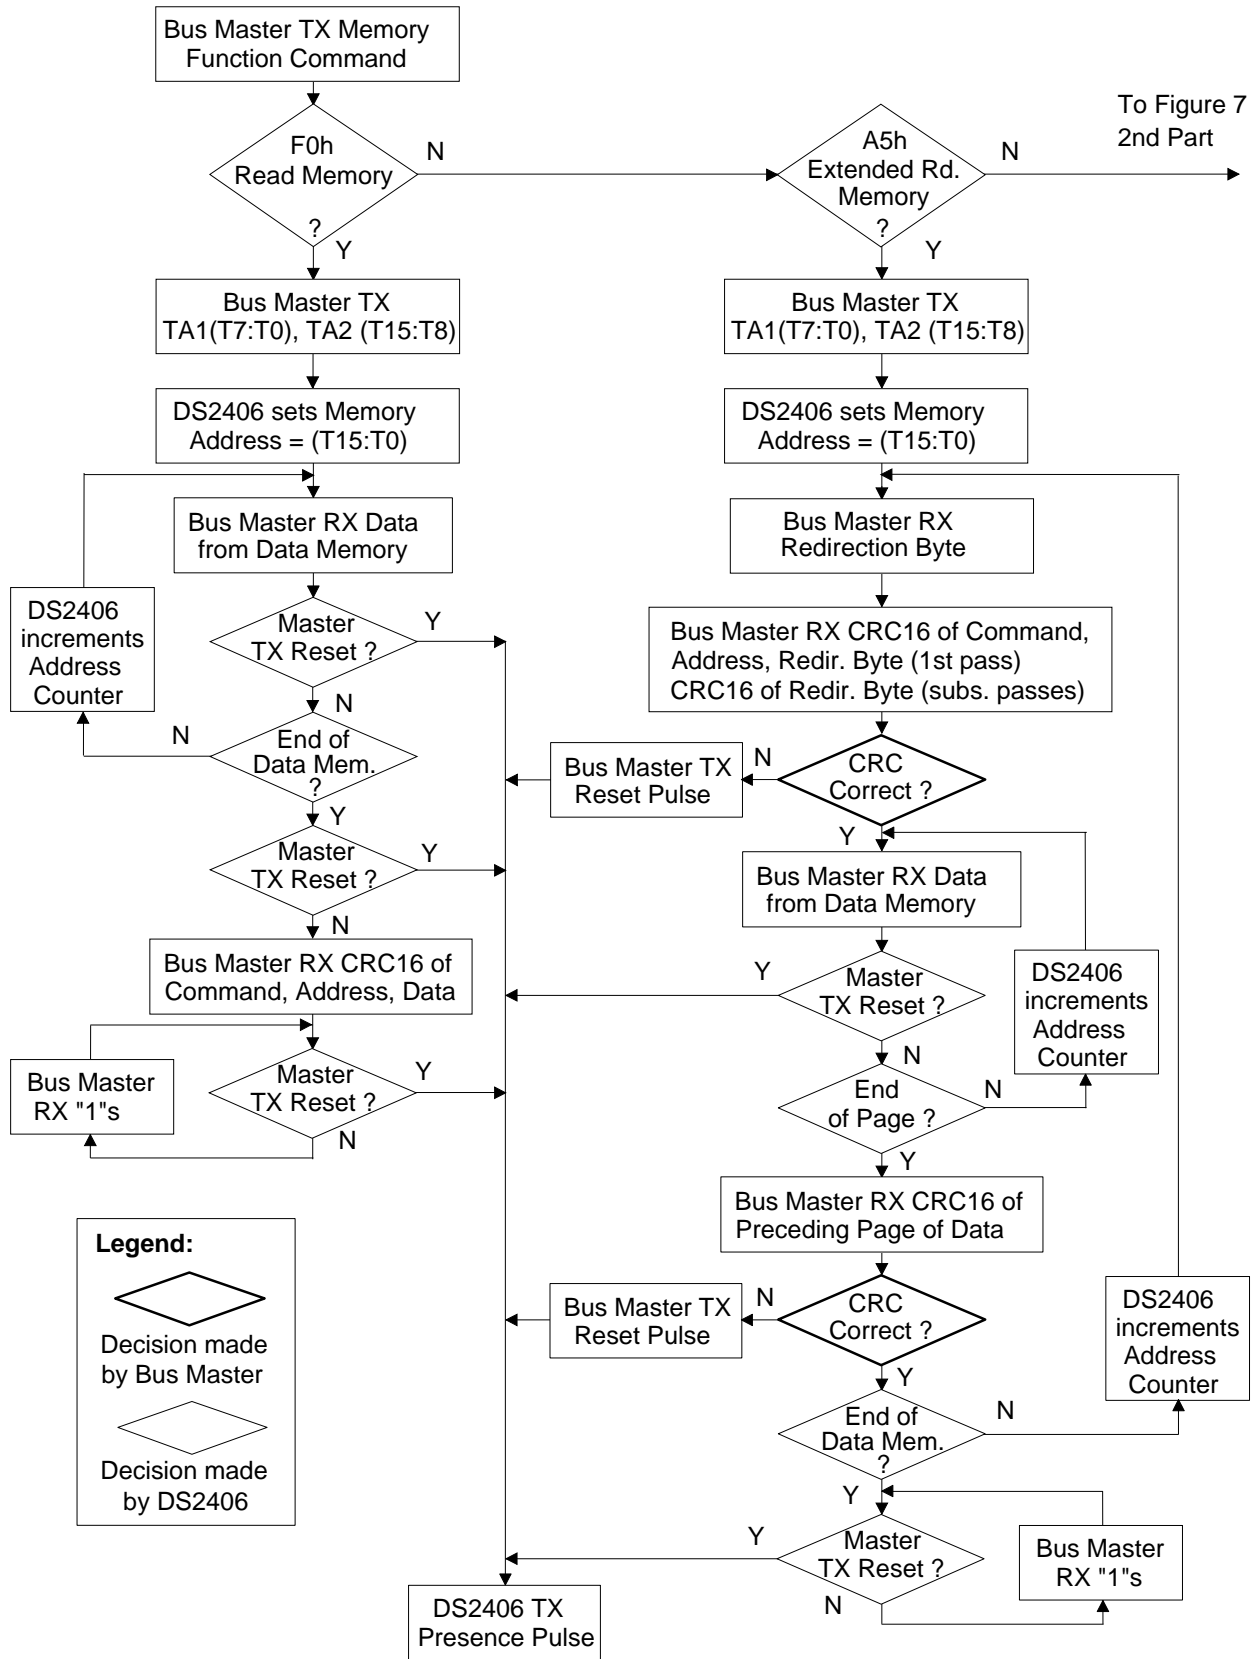 Bus Master TX Memory
Function Command
F0h
Read Memory
?
N
Y
A5h
Extended Rd.
Memory
?
N
Y
To Figure 7
2nd Part
Bus Master TX
TA1(T7:T0), TA2 (T15:T8)
DS2406 sets Memory
Address = (T15:T0)
Bus Master RX Data
from Data Memory
DS2406
increments
Address
Counter
Master
TX Reset ?
Y
N
End of
Data Mem.
?
N
Y
Master
TX Reset ?
Y
N
Bus Master RX CRC16 of
Command, Address, Data
Bus Master
RX "1"s
Master
TX Reset ?
Y
N
Bus Master TX
TA1(T7:T0), TA2 (T15:T8)
DS2406 sets Memory
Address = (T15:T0)
Bus Master RX
Redirection Byte
Bus Master RX CRC16 of Command,
Address, Redir. Byte (1st pass)
CRC16 of Redir. Byte (subs. passes)
CRC
Correct ?
N
Y
Bus Master TX
Reset Pulse
Bus Master RX Data
from Data Memory
Master
TX Reset ?
Y
N
DS2406
increments
Address
Counter
End
of Page ?
N
Y
Bus Master RX CRC16 of
Preceding Page of Data
CRC
Correct ?
N
Y
Bus Master TX
Reset Pulse
DS2406
increments
Address
Counter
End of
Data Mem.
?
N
Y
Master
TX Reset ?
Y
N
Bus Master
RX "1"s
DS2406 TX
Presence Pulse
Legend:
Decision made
by Bus Master
Decision made
by DS2406